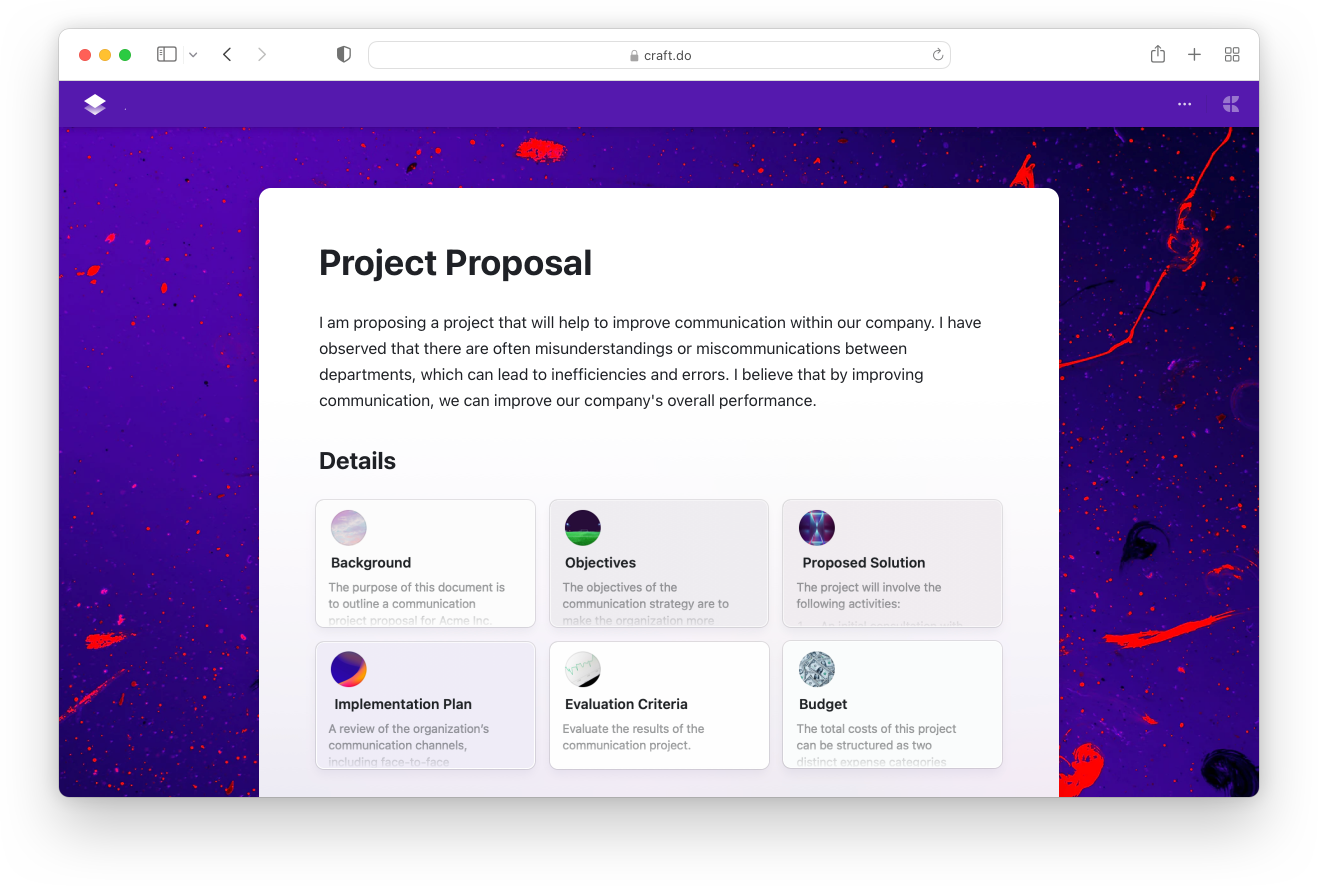 craft.do
Project Proposal
I am proposing a project that will help to improve communication within our company. I have
observed that there are often misunderstandings or miscommunications between
departments, which can lead to inefficiencies and errors. I believe that by improving
communication, we can improve our company's overall performance.
Details
Background
The purpose of this document is
to outline a communication
project proposal for Acme Inc.
Objectives
The objectives of the
communication strategy are to
make the organization more
Proposed Solution
The project will involve the
following activities:
1. An initial consultation with
Implementation Plan
A review of the organization's
communication channels,
including face-to-face
Evaluation Criteria
Evaluate the results of the
communication project.
Budget
The total costs of this project
can be structured as two
distinct expense categories